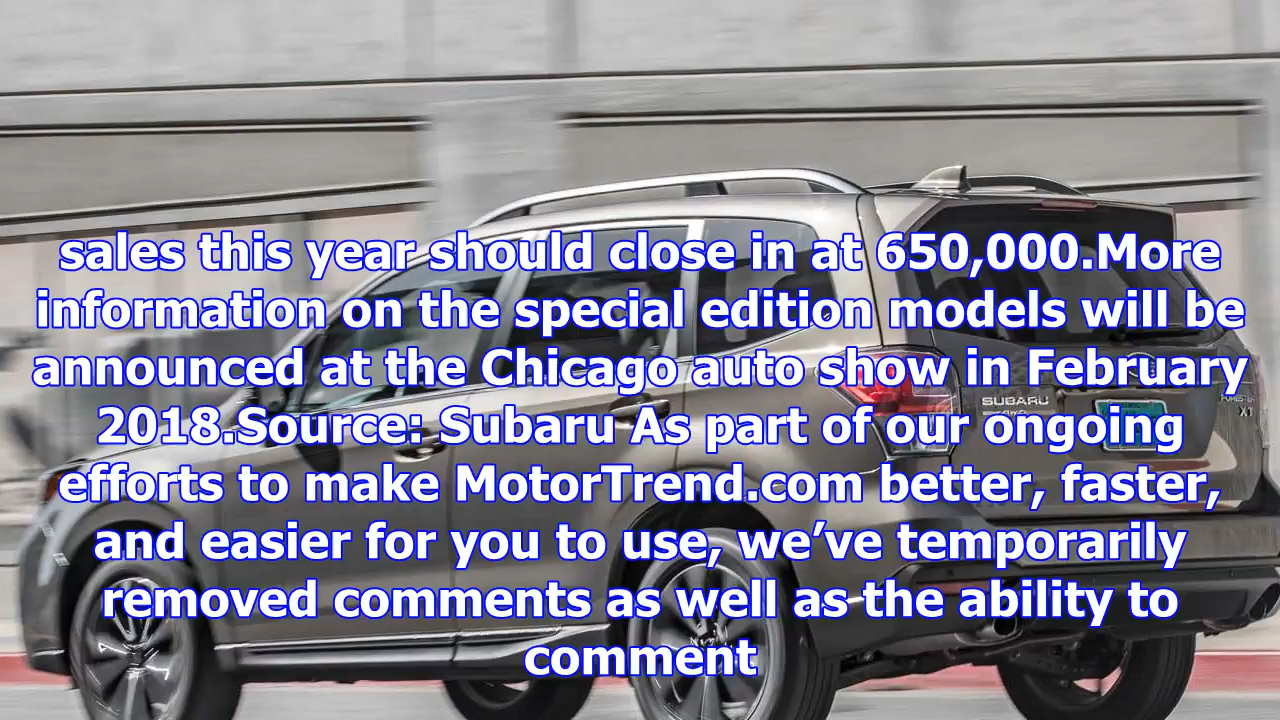 sales this year should close in at 650,000.More
information on the special edition models will be
announced at the Chicago auto show in February
2018.Source: Subaru As part of our ongoing
efforts to make MotorTrend.com better, faster,
and easier for you to use, we’ve temporarily
removed comments as well as the ability to
comment
SUBARU
XT